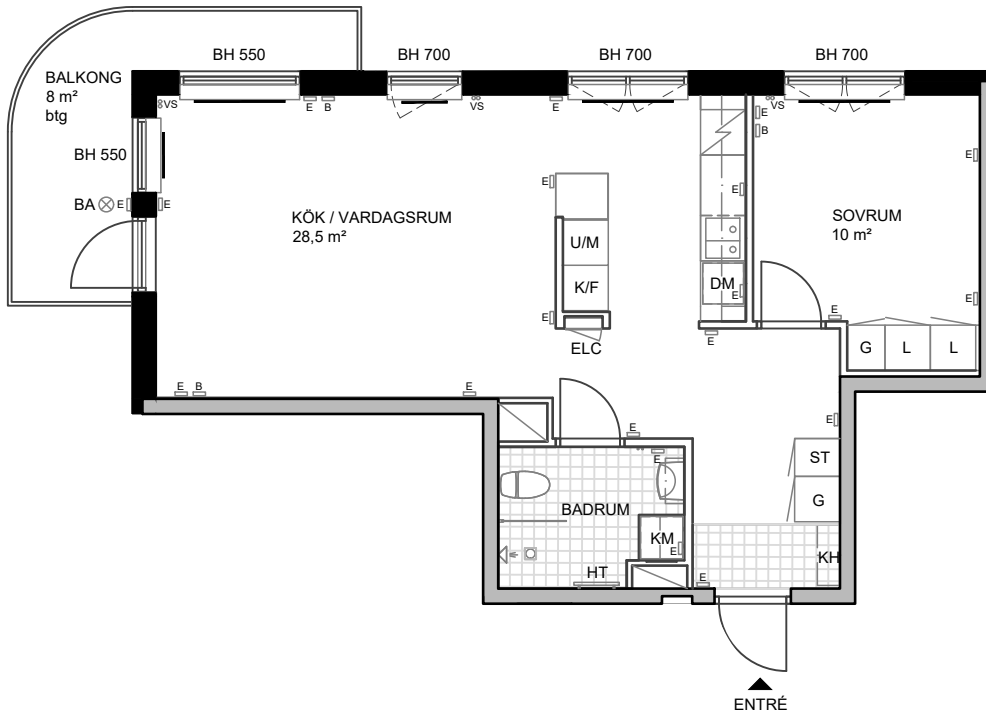 BH 550
BH 700
BH 700
BH 700
BALKONG
8 m²
btg
VS
E
B
VS
E
VS
E
B
BH 550
E
E
E
BA
E
E
KÖK / VARDAGSRUM
28,5 m²
U/M
K/F
SOVRUM
10 m²
DM
E
E
E
E
E
ELC
G
L
L
E
B
E
E
E
E
ST
G
BADRUM
KM
E
KH
HT
E
ENTRÉ